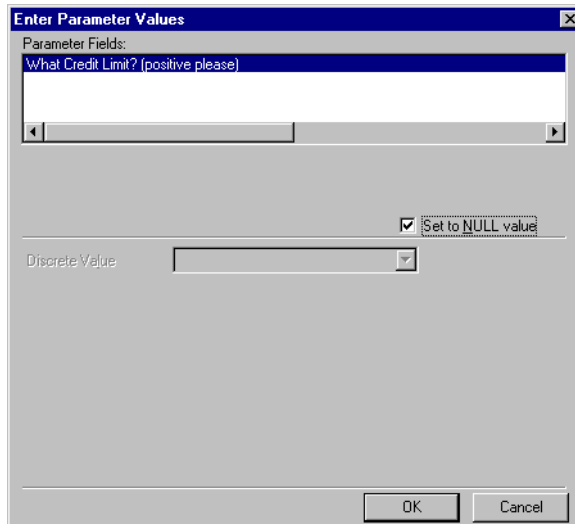 Enter Parameter Values
Parameter Fields:
What Credit Limit? (positive please)
Set to NULL value
Discrete Value
OK Cancel